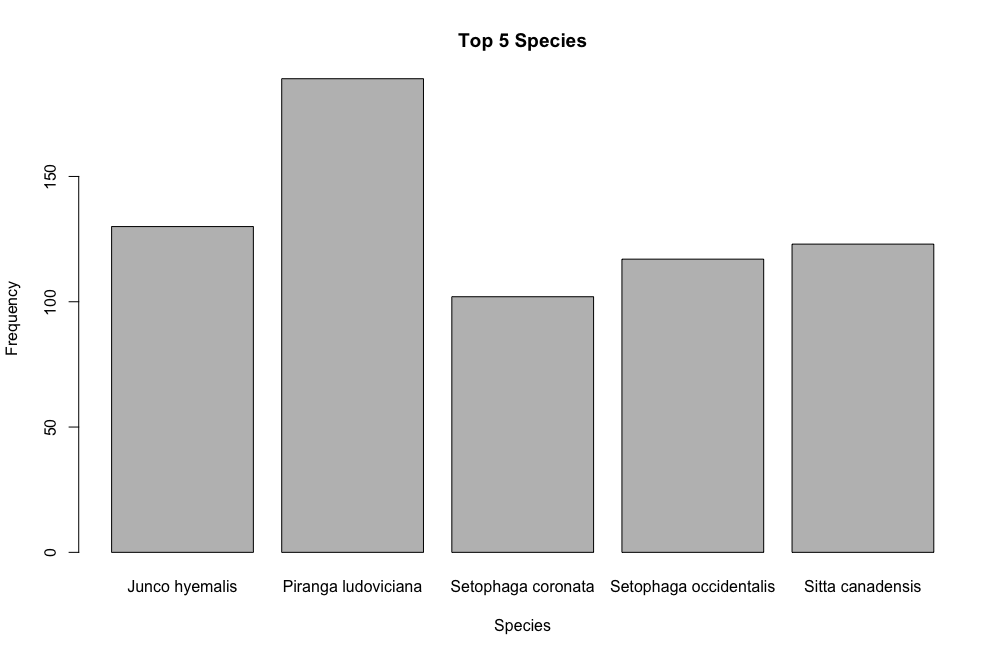 Top 5 Species
Frequency
150
100
50
0
Junco hyemalis
Piranga ludoviciana
Setophaga coronata
Setophaga occidentalis
Sitta canadensis
Species